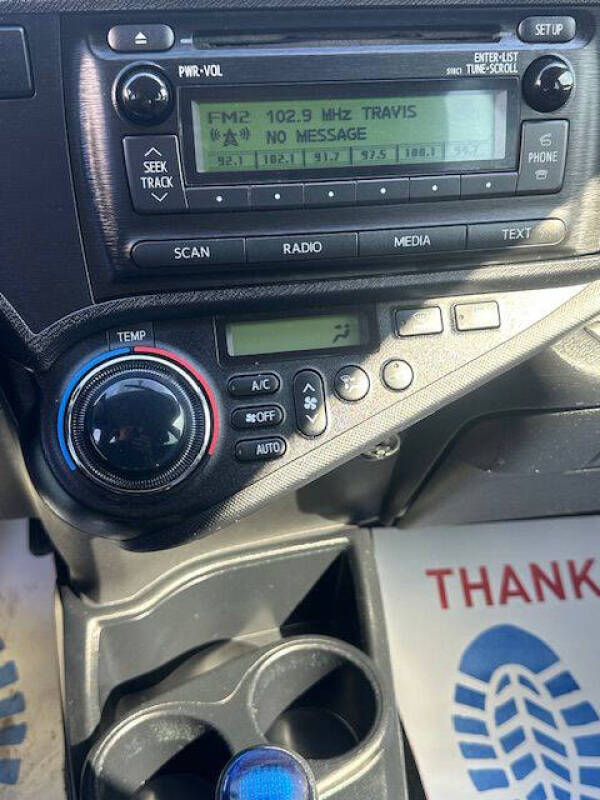 SET UP
PWR·VOL
ENTER·LIST
518C1 TUNE·SCROLL
FM2 102.9 MHz TRAVIS
NO MESSAGE
92.1 102.1 91.7 97.5 100.1
SEEK
TRACK
PHONE
SCAN
RADIO
MEDIA
TEXT
TEMP
A/C
OFF
AUTO
THANK